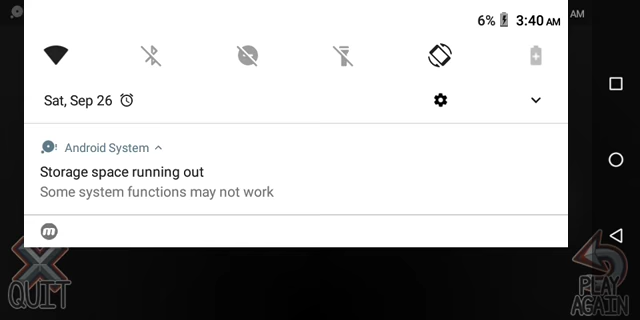 6% 3:40 AM
AM
Sat, Sep 26
Android System
Storage space running out
Some system functions may not work
m
QUIT
PLAY AGAIN